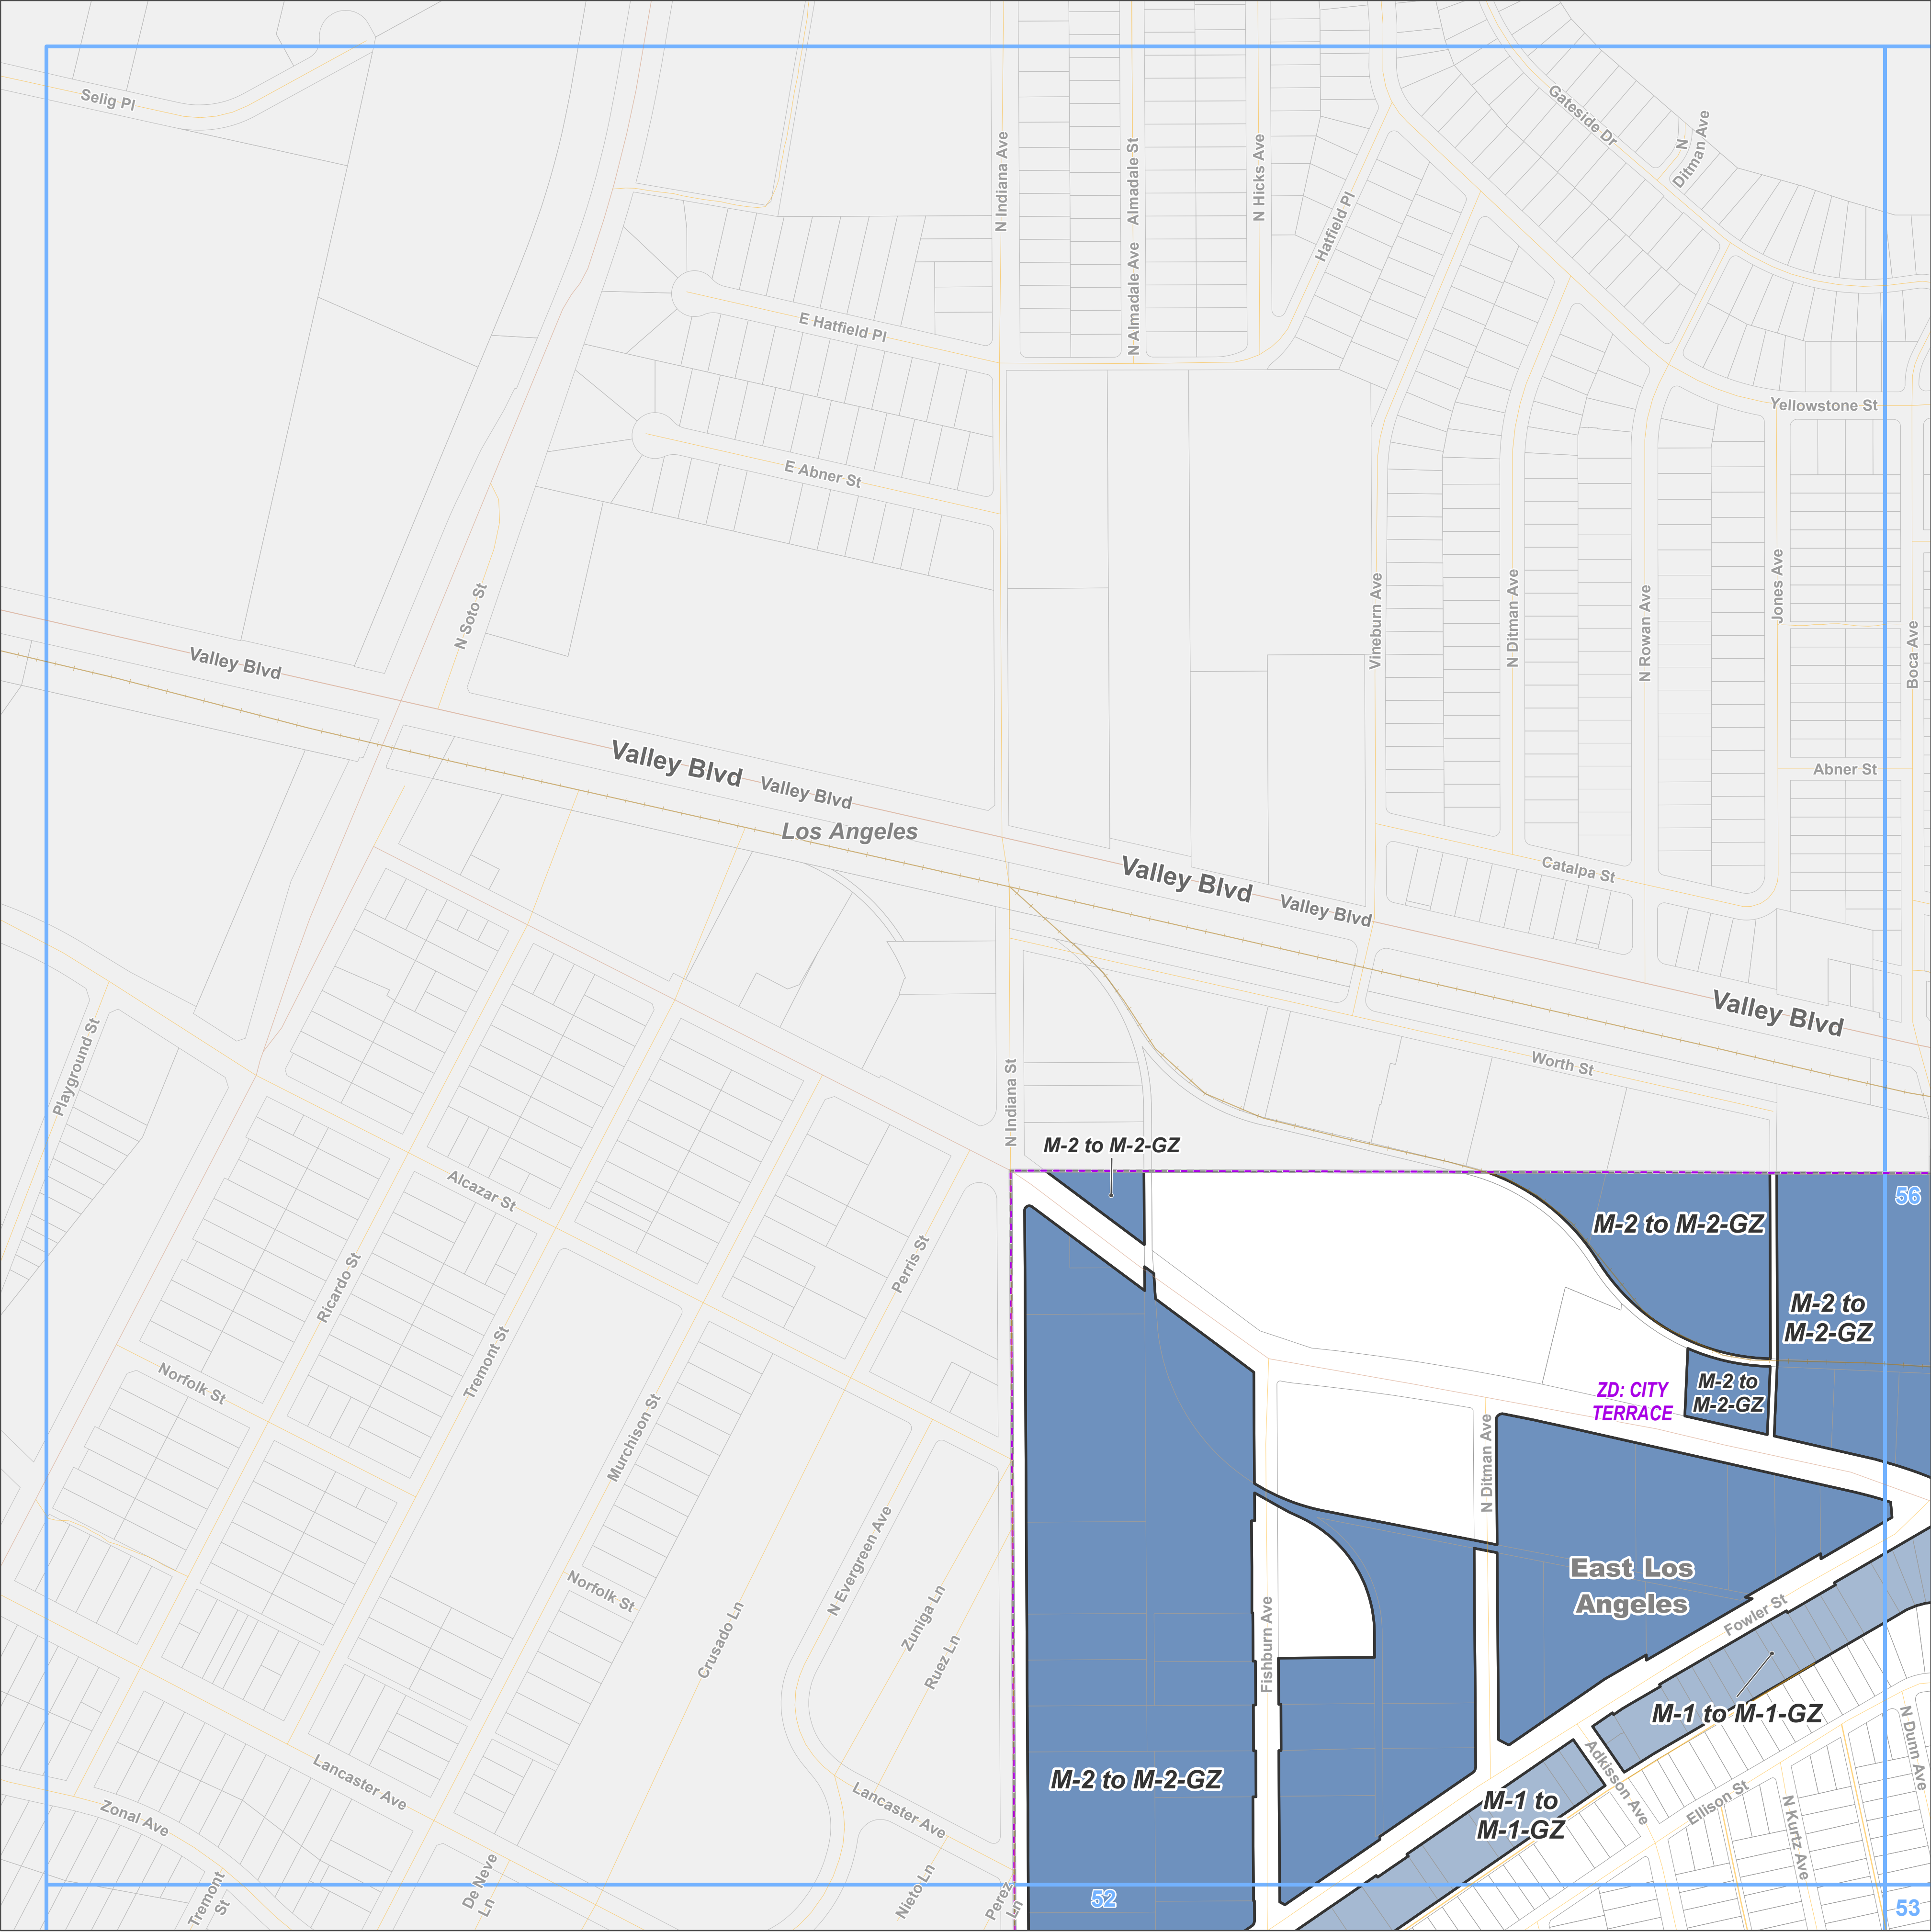 Selig Pl
Gateside Dr
N
Ditman Ave
N Indiana Ave
Almadale St
N Almadale Ave
N Hicks Ave
Hatfield Pl
E Hatfield Pl
Yellowstone St
E Abner St
N Soto St
Vineburn Ave
N Ditman Ave
N Rowan Ave
Jones Ave
Boca Ave
Valley Blvd
Valley Blvd
Valley Blvd
Abner St
Los Angeles
Valley Blvd
Valley Blvd
Catalpa St
Valley Blvd
Worth St
Playground St
N Indiana St
M-2 to M-2-GZ
Alcazar St
56
M-2 to M-2-GZ
Ricardo St
Perris St
M-2 to
M-2-GZ
Norfolk St
Tremont St
Murchison St
ZD: CITY
TERRACE
M-2 to
M-2-GZ
N Ditman Ave
N Evergreen Ave
East Los
Angeles
Norfolk St
Zuniga Ln
Ruez Ln
Crusado Ln
Fishburn Ave
Fowler St
M-1 to M-1-GZ
N Dunn Ave
M-2 to M-2-GZ
Lancaster Ave
Lancaster Ave
Adkisson Ave
Ellison St
N Kurtz Ave
M-1 to
M-1-GZ
Zonal Ave
Tremont
St
De Neve
Ln
Nieto Ln
Perez
Ln
52
53